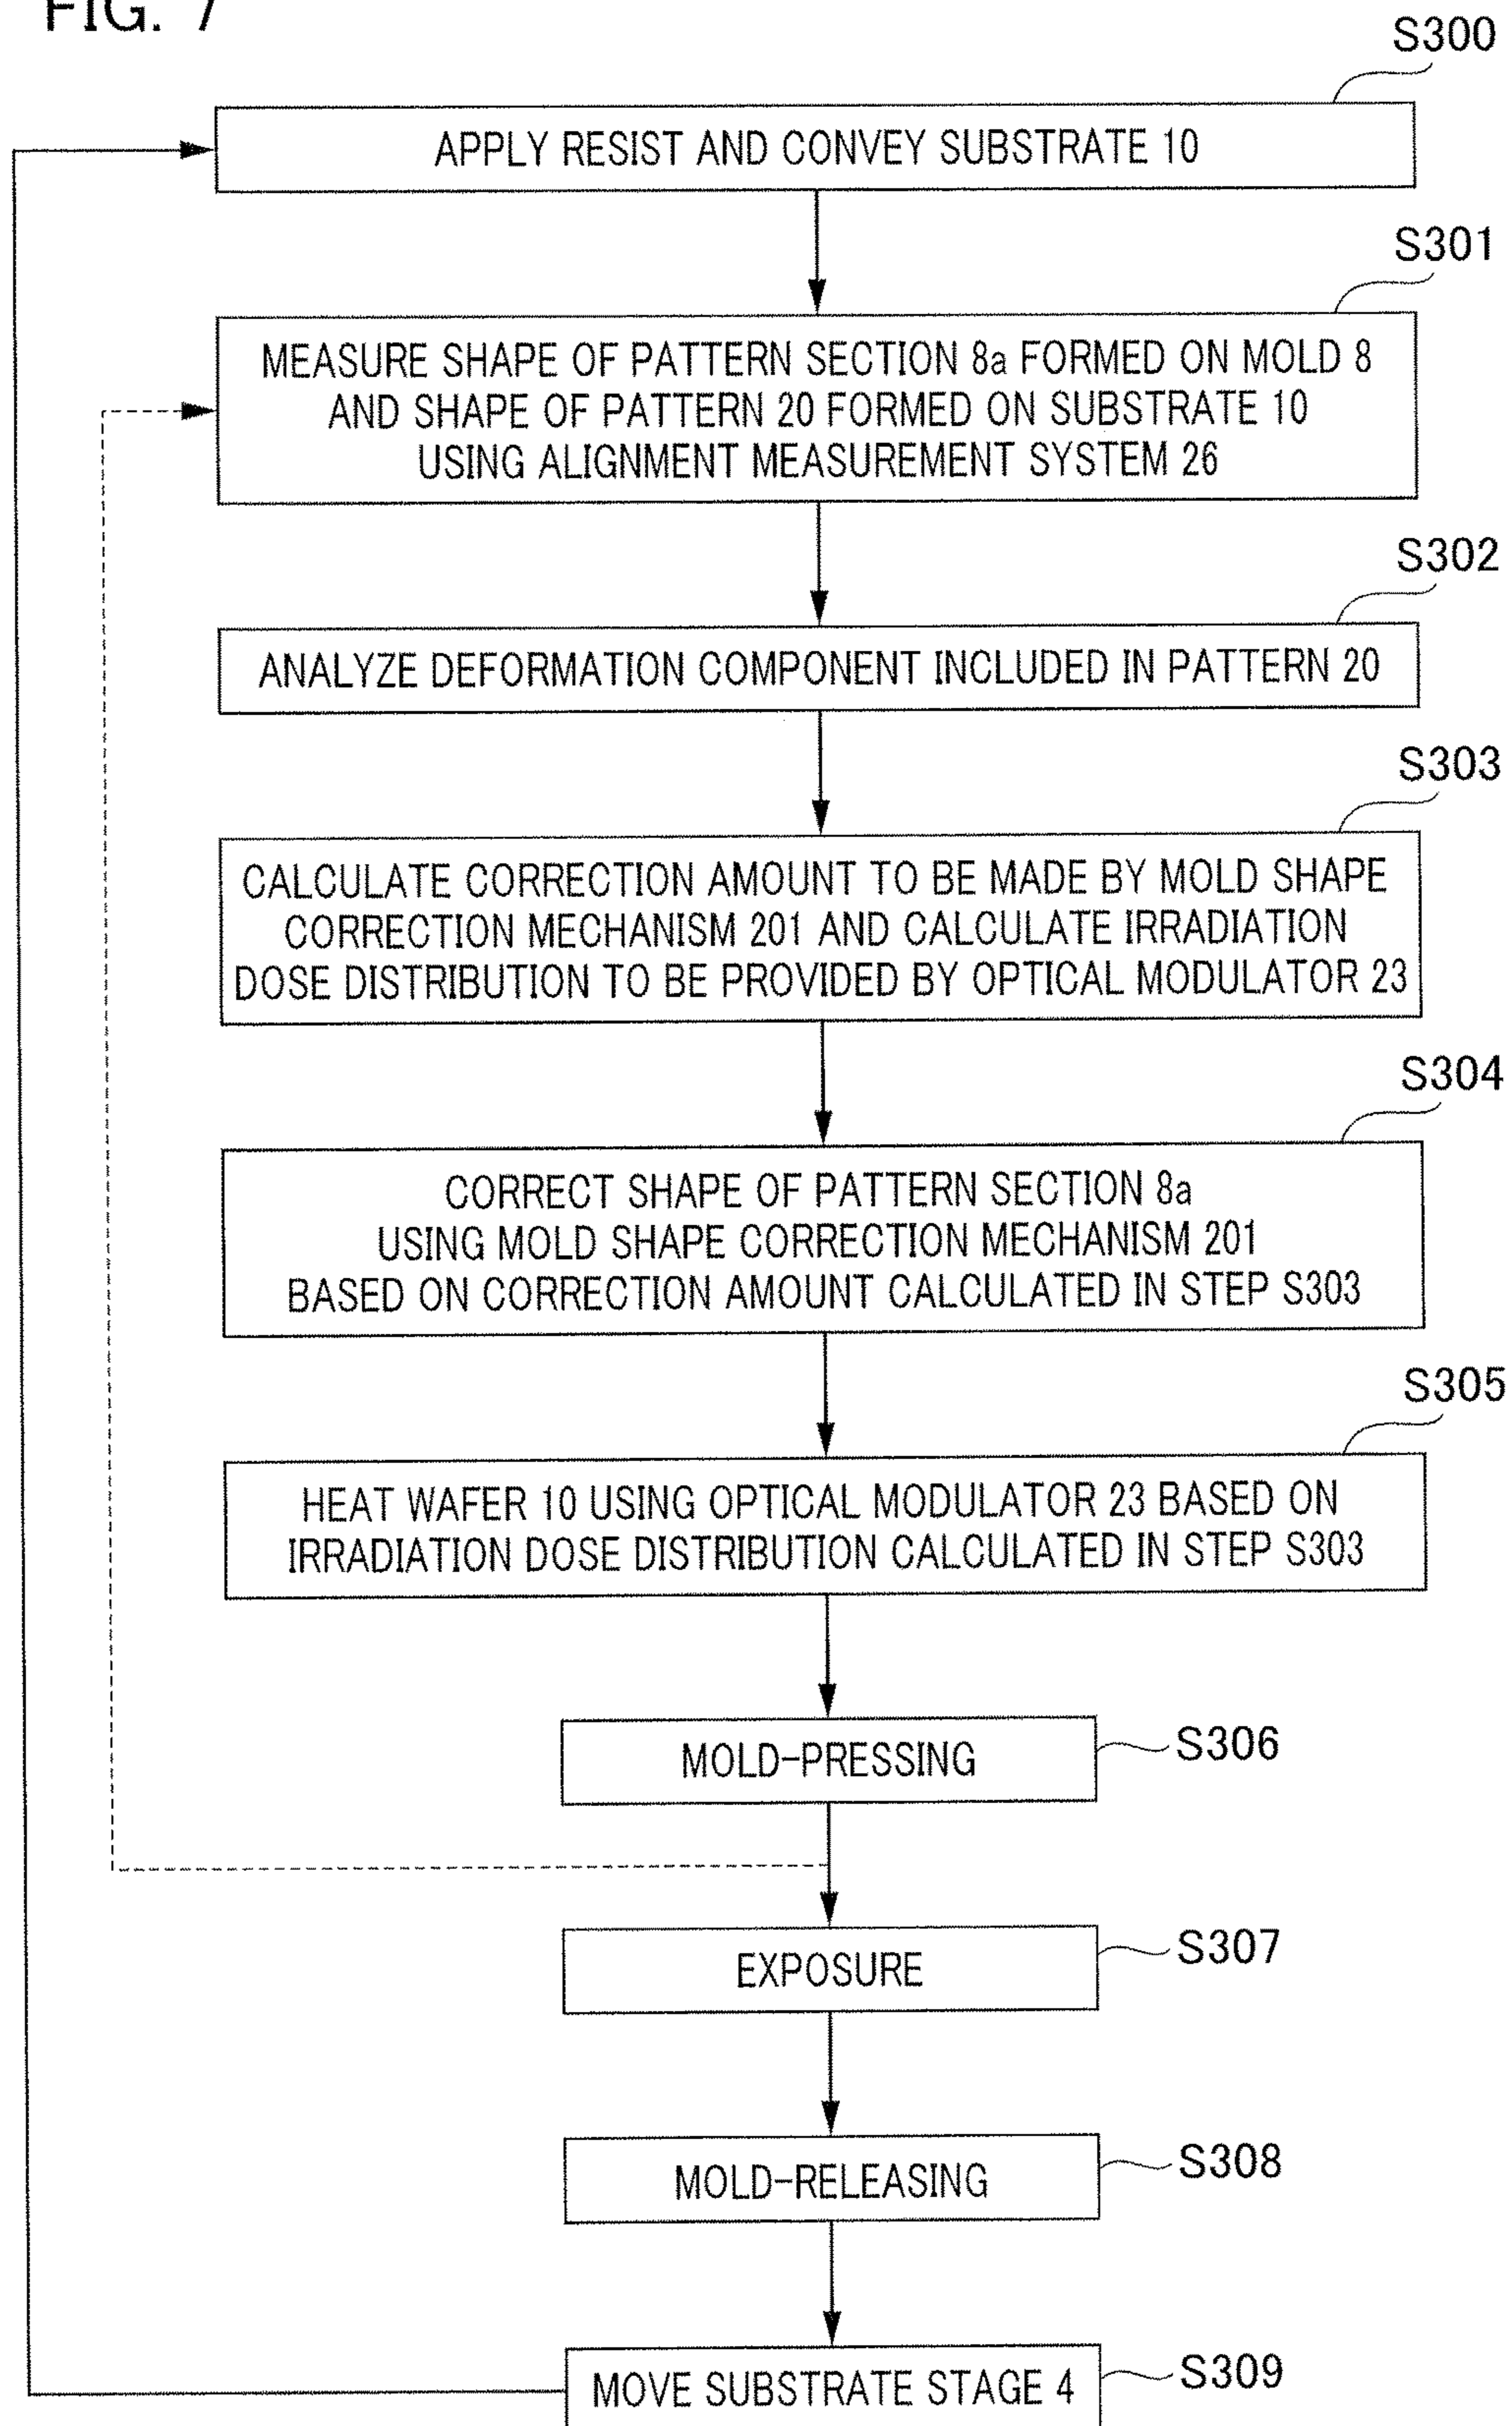 FIG. 7
S300
APPLY RESIST AND CONVEY SUBSTRATE 10
S301
MEASURE SHAPE OF PATTERN SECTION 8a FORMED ON MOLD 8
AND SHAPE OF PATTERN 20 FORMED ON SUBSTRATE 10
USING ALIGNMENT MEASUREMENT SYSTEM 26
S302
ANALYZE DEFORMATION COMPONENT INCLUDED IN PATTERN 20
S303
CALCULATE CORRECTION AMOUNT TO BE MADE BY MOLD SHAPE
CORRECTION MECHANISM 201 AND CALCULATE IRRADIATION
DOSE DISTRIBUTION TO BE PROVIDED BY OPTICAL MODULATOR 23
S304
CORRECT SHAPE OF PATTERN SECTION 8a
USING MOLD SHAPE CORRECTION MECHANISM 201
BASED ON CORRECTION AMOUNT CALCULATED IN STEP S303
S305
HEAT WAFER 10 USING OPTICAL MODULATOR 23 BASED ON
IRRADIATION DOSE DISTRIBUTION CALCULATED IN STEP S303
MOLD-PRESSING
S306
EXPOSURE
S307
MOLD-RELEASING
S308
MOVE SUBSTRATE STAGE 4
S309